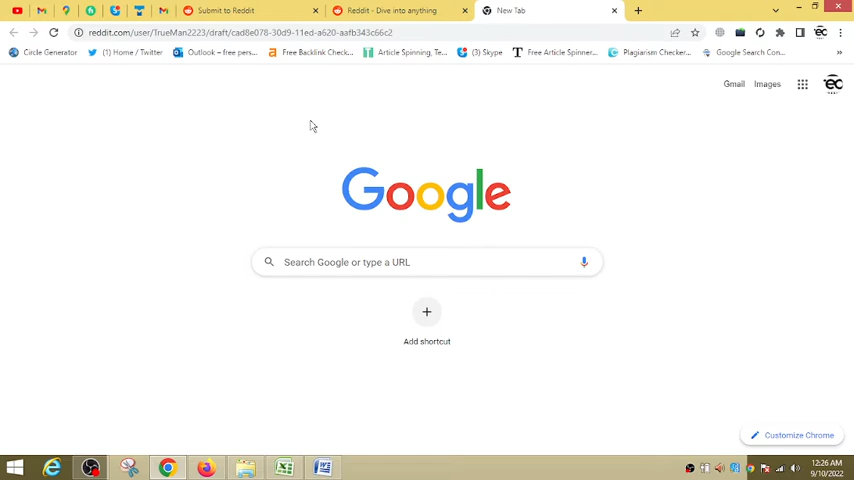 Submit to Reddit
Reddit - Dive into anything
New Tab
reddit.com/user/TrueMan2223/draft/cad8e078-30d9-11ed-a620-aafb343c66c2
Circle Generator
(1) Home / Twitter
Outlook – free pers...
Free Backlink Check...
Article Spinning, Te...
(3) Skype
Free Article Spinner...
Plagiarism Checker...
Google Search Con...
»
Gmail
Images
Google
Search Google or type a URL
Add shortcut
Customize Chrome
12:26 AM
9/10/2022